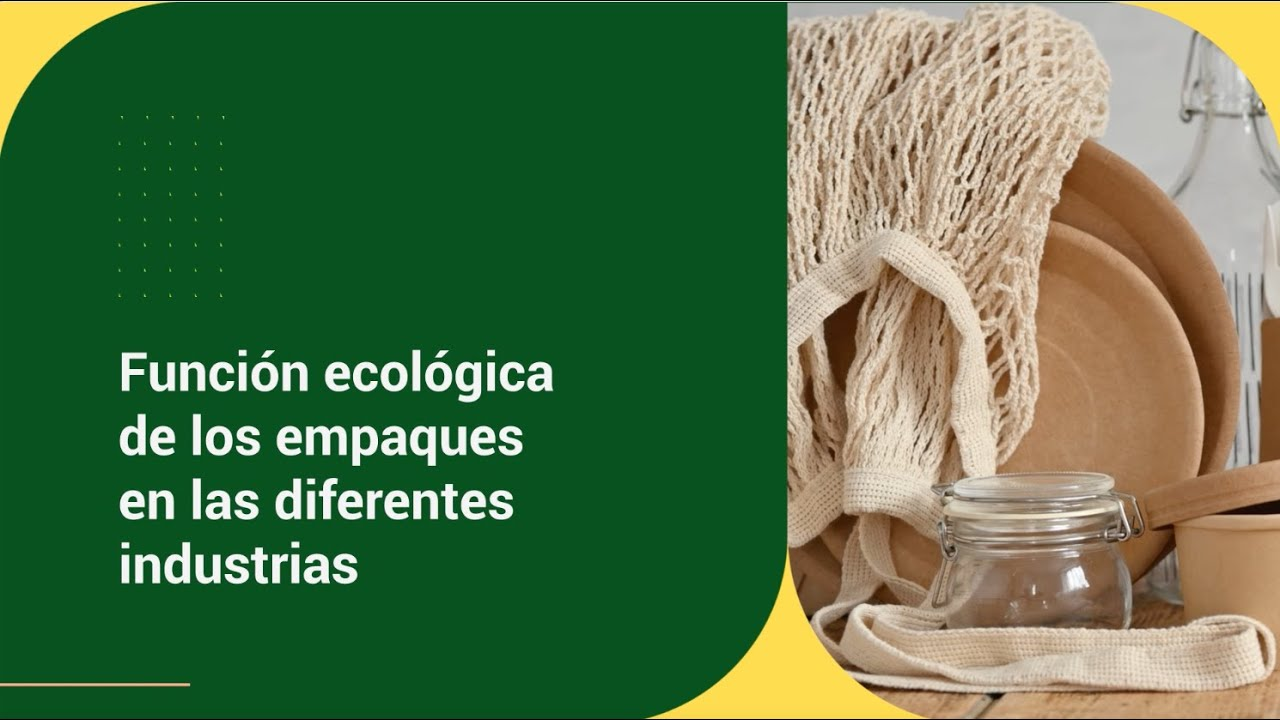 Función ecológica
de los empaques
en las diferentes
industrias